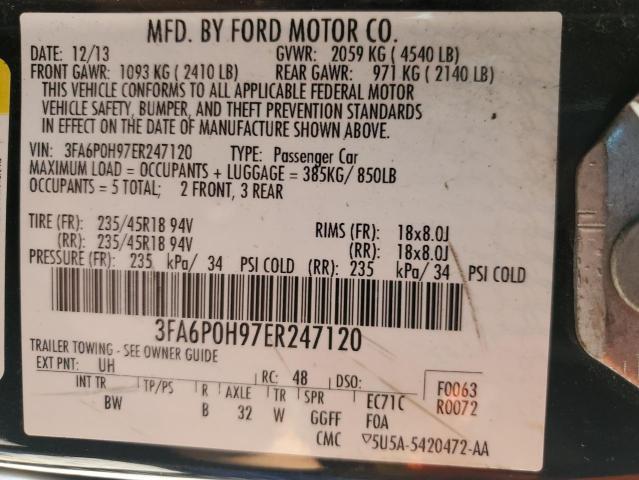 MFD. BY FORD MOTOR CO.
DATE: 12/13 GVWR: 2059 KG ( 4540 LB)
FRONT GAWR: 1093 KG ( 2410 LB) REAR GAWR: 971 KG ( 2140 LB)
THIS VEHICLE CONFORMS TO ALL APPLICABLE FEDERAL MOTOR
VEHICLE SAFETY, BUMPER, AND THEFT PREVENTION STANDARDS
IN EFFECT ON THE DATE OF MANUFACTURE SHOWN ABOVE.
VIN: 3FA6P0H97ER247120 TYPE: Passenger Car
MAXIMUM LOAD = OCCUPANTS + LUGGAGE = 385KG/ 850LB
OCCUPANTS = 5 TOTAL; 2 FRONT, 3 REAR
TIRE (FR): 235/45R18 94V RIMS (FR): 18x8.0J
(RR): 235/45R18 94V (RR): 18x8.0J
PRESSURE (FR): 235 kPa/ 34 PSI COLD (RR): 235 kPa/ 34 PSI COLD
3FA6P0H97ER247120
TRAILER TOWING - SEE OWNER GUIDE
EXT PNT: UH RC: 48 DSO: F0063
INT TR TP/PS R AXLE TR SPR EC71C R0072
BW B 32 W GGFF F0A
CMC ▽5U5A-5420472-AA